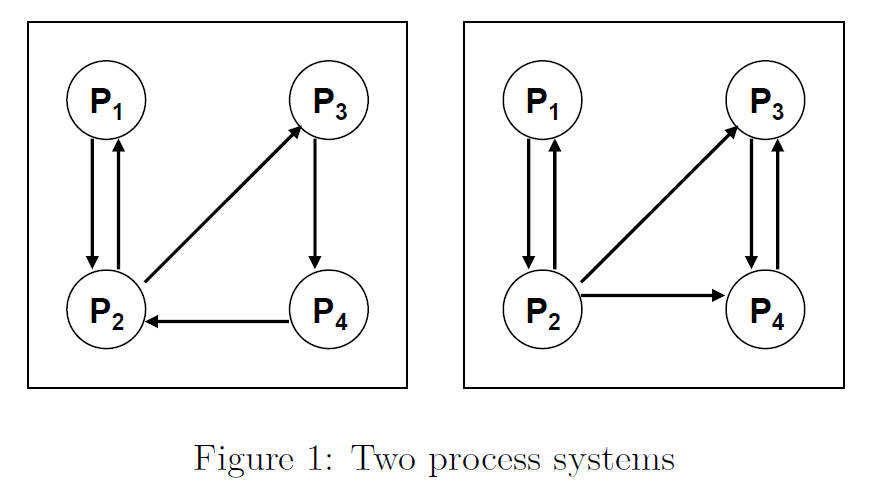 P1 P3 P1 P3
P2 P4 P2 P4
Figure 1: Two process systems